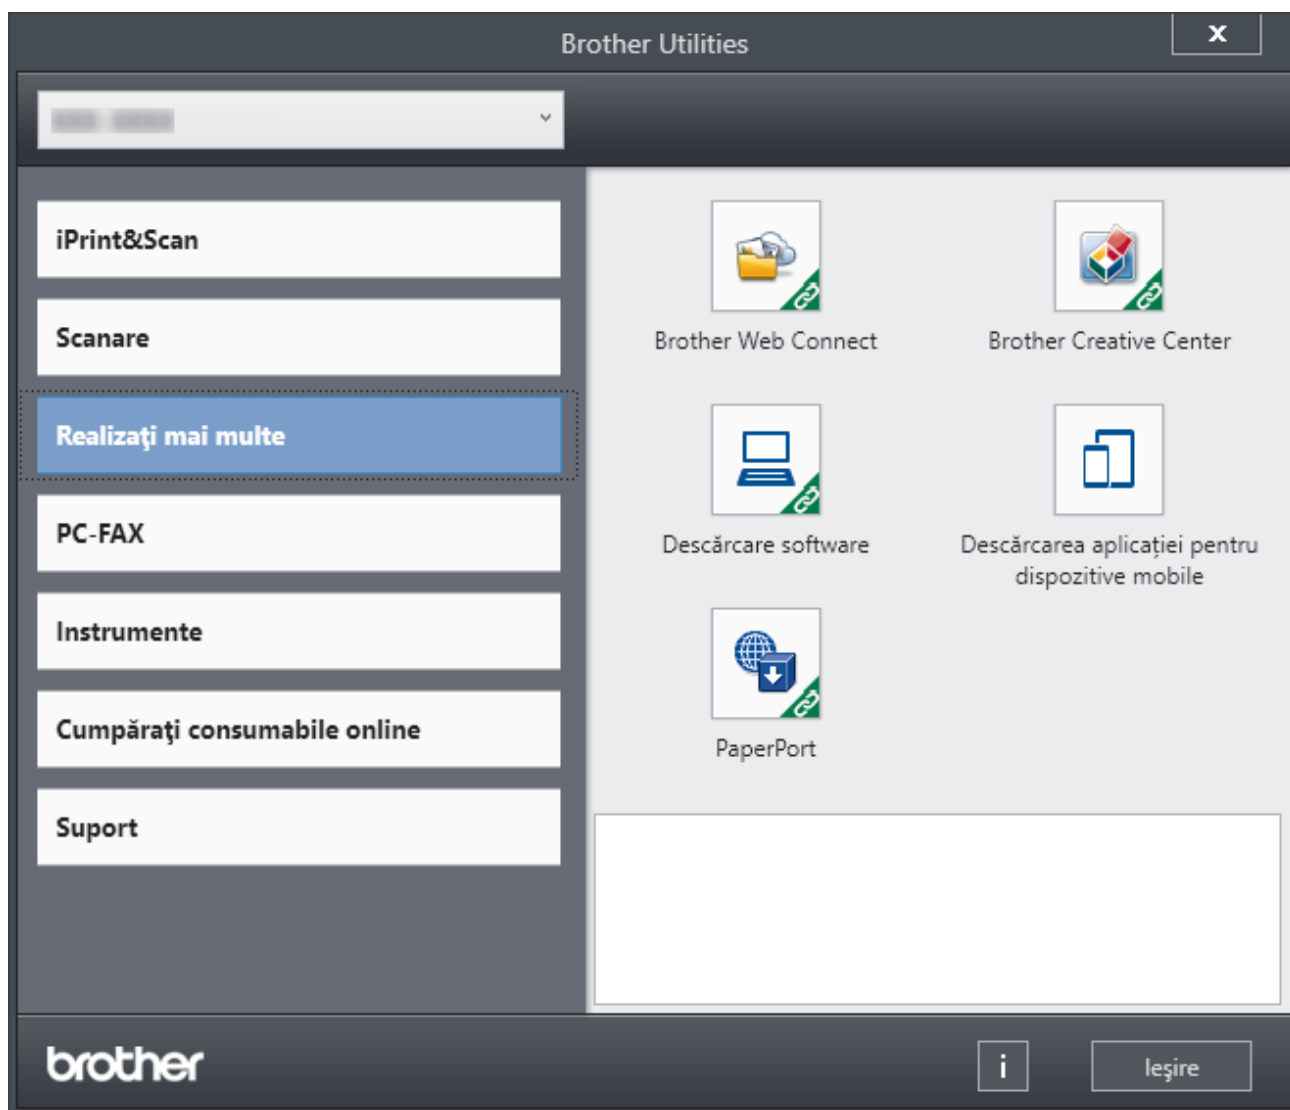 Brother Utilities
x
iPrint&Scan
Scanare
Realizaţi mai multe
PC-FAX
Instrumente
Cumpăraţi consumabile online
Suport
Brother Web Connect
Brother Creative Center
Descărcare software
Descărcarea aplicației pentru
dispozitive mobile
PaperPort
brother
i
Ieşire